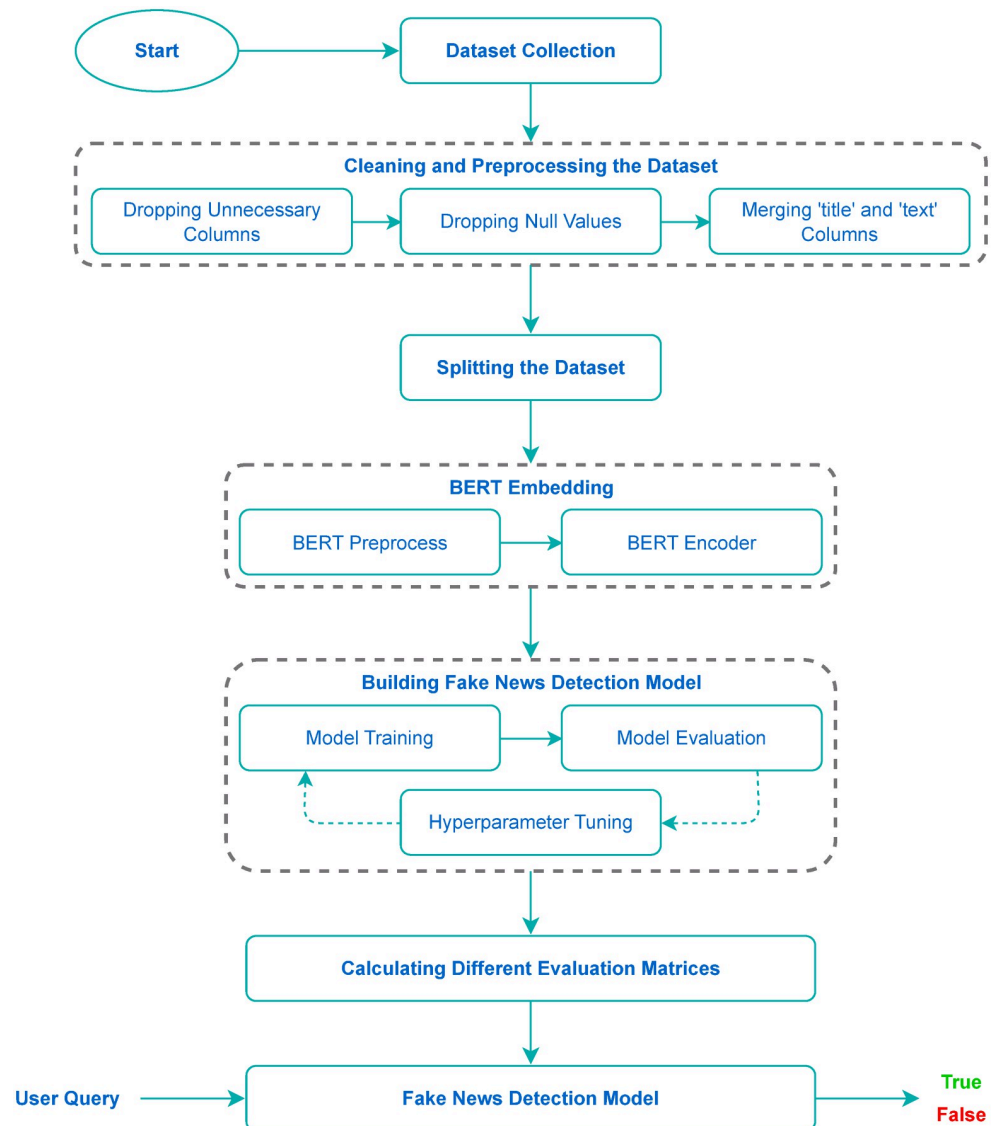 Start
Dataset Collection
Cleaning and Preprocessing the Dataset
Dropping Unnecessary
Columns
Dropping Null Values
Merging 'title' and 'text'
Columns
Splitting the Dataset
BERT Embedding
BERT Preprocess
BERT Encoder
Building Fake News Detection Model
Model Training
Model Evaluation
Hyperparameter Tuning
Calculating Different Evaluation Matrices
User Query
Fake News Detection Model
True
False